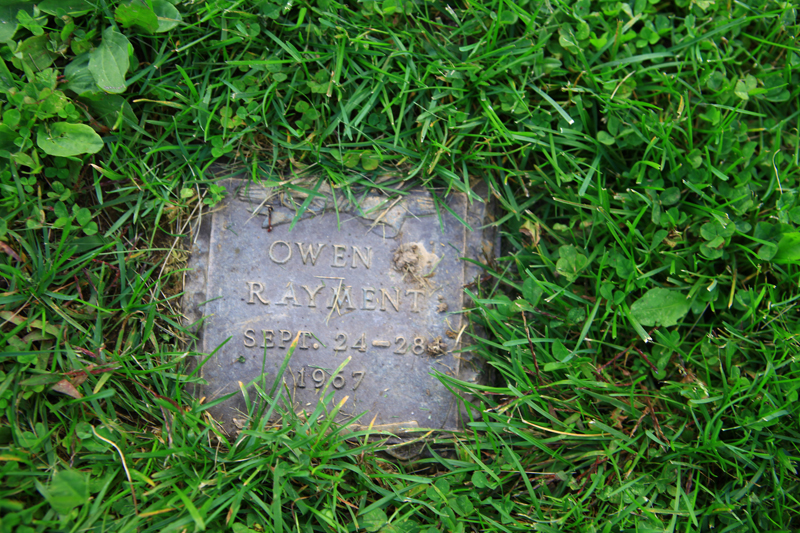 OWEN
RAYMENT
SEPT. 24-28
1967